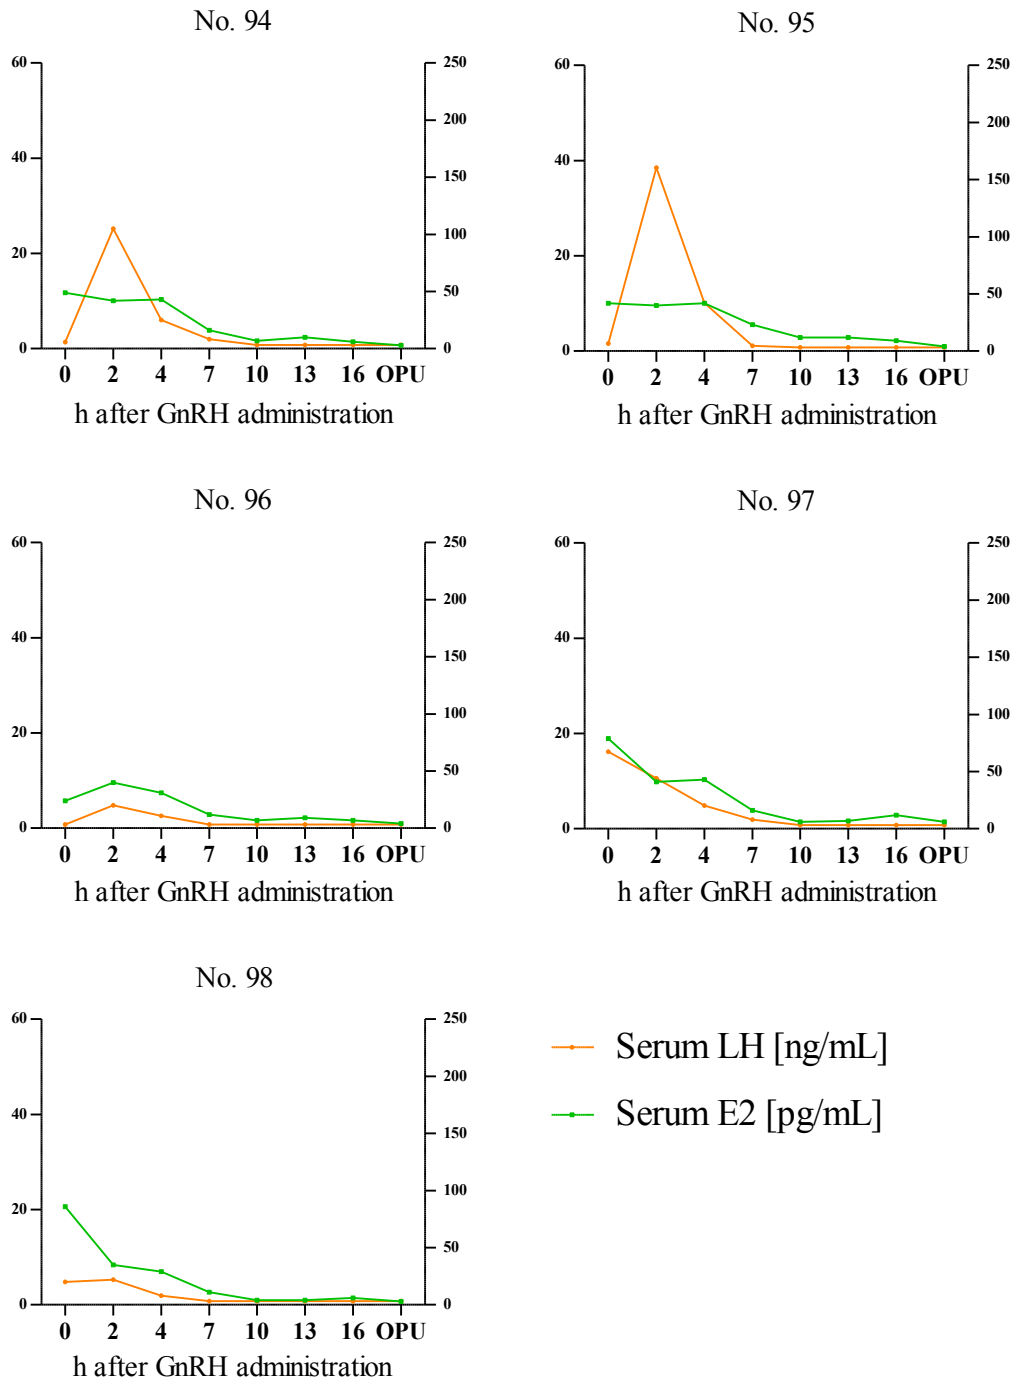 No. 94
60
40
20
0
250
200
150
100
50
0
0 2 4 7 10 13 16 OPU
h after GnRH administration
No. 95
60
40
20
0
250
200
150
100
50
0
0 2 4 7 10 13 16 OPU
h after GnRH administration
No. 96
60
40
20
0
250
200
150
100
50
0
0 2 4 7 10 13 16 OPU
h after GnRH administration
No. 97
60
40
20
0
250
200
150
100
50
0
0 2 4 7 10 13 16 OPU
h after GnRH administration
No. 98
60
40
20
0
250
200
150
100
50
0
0 2 4 7 10 13 16 OPU
h after GnRH administration
Serum LH [ng/mL]
Serum E2 [pg/mL]